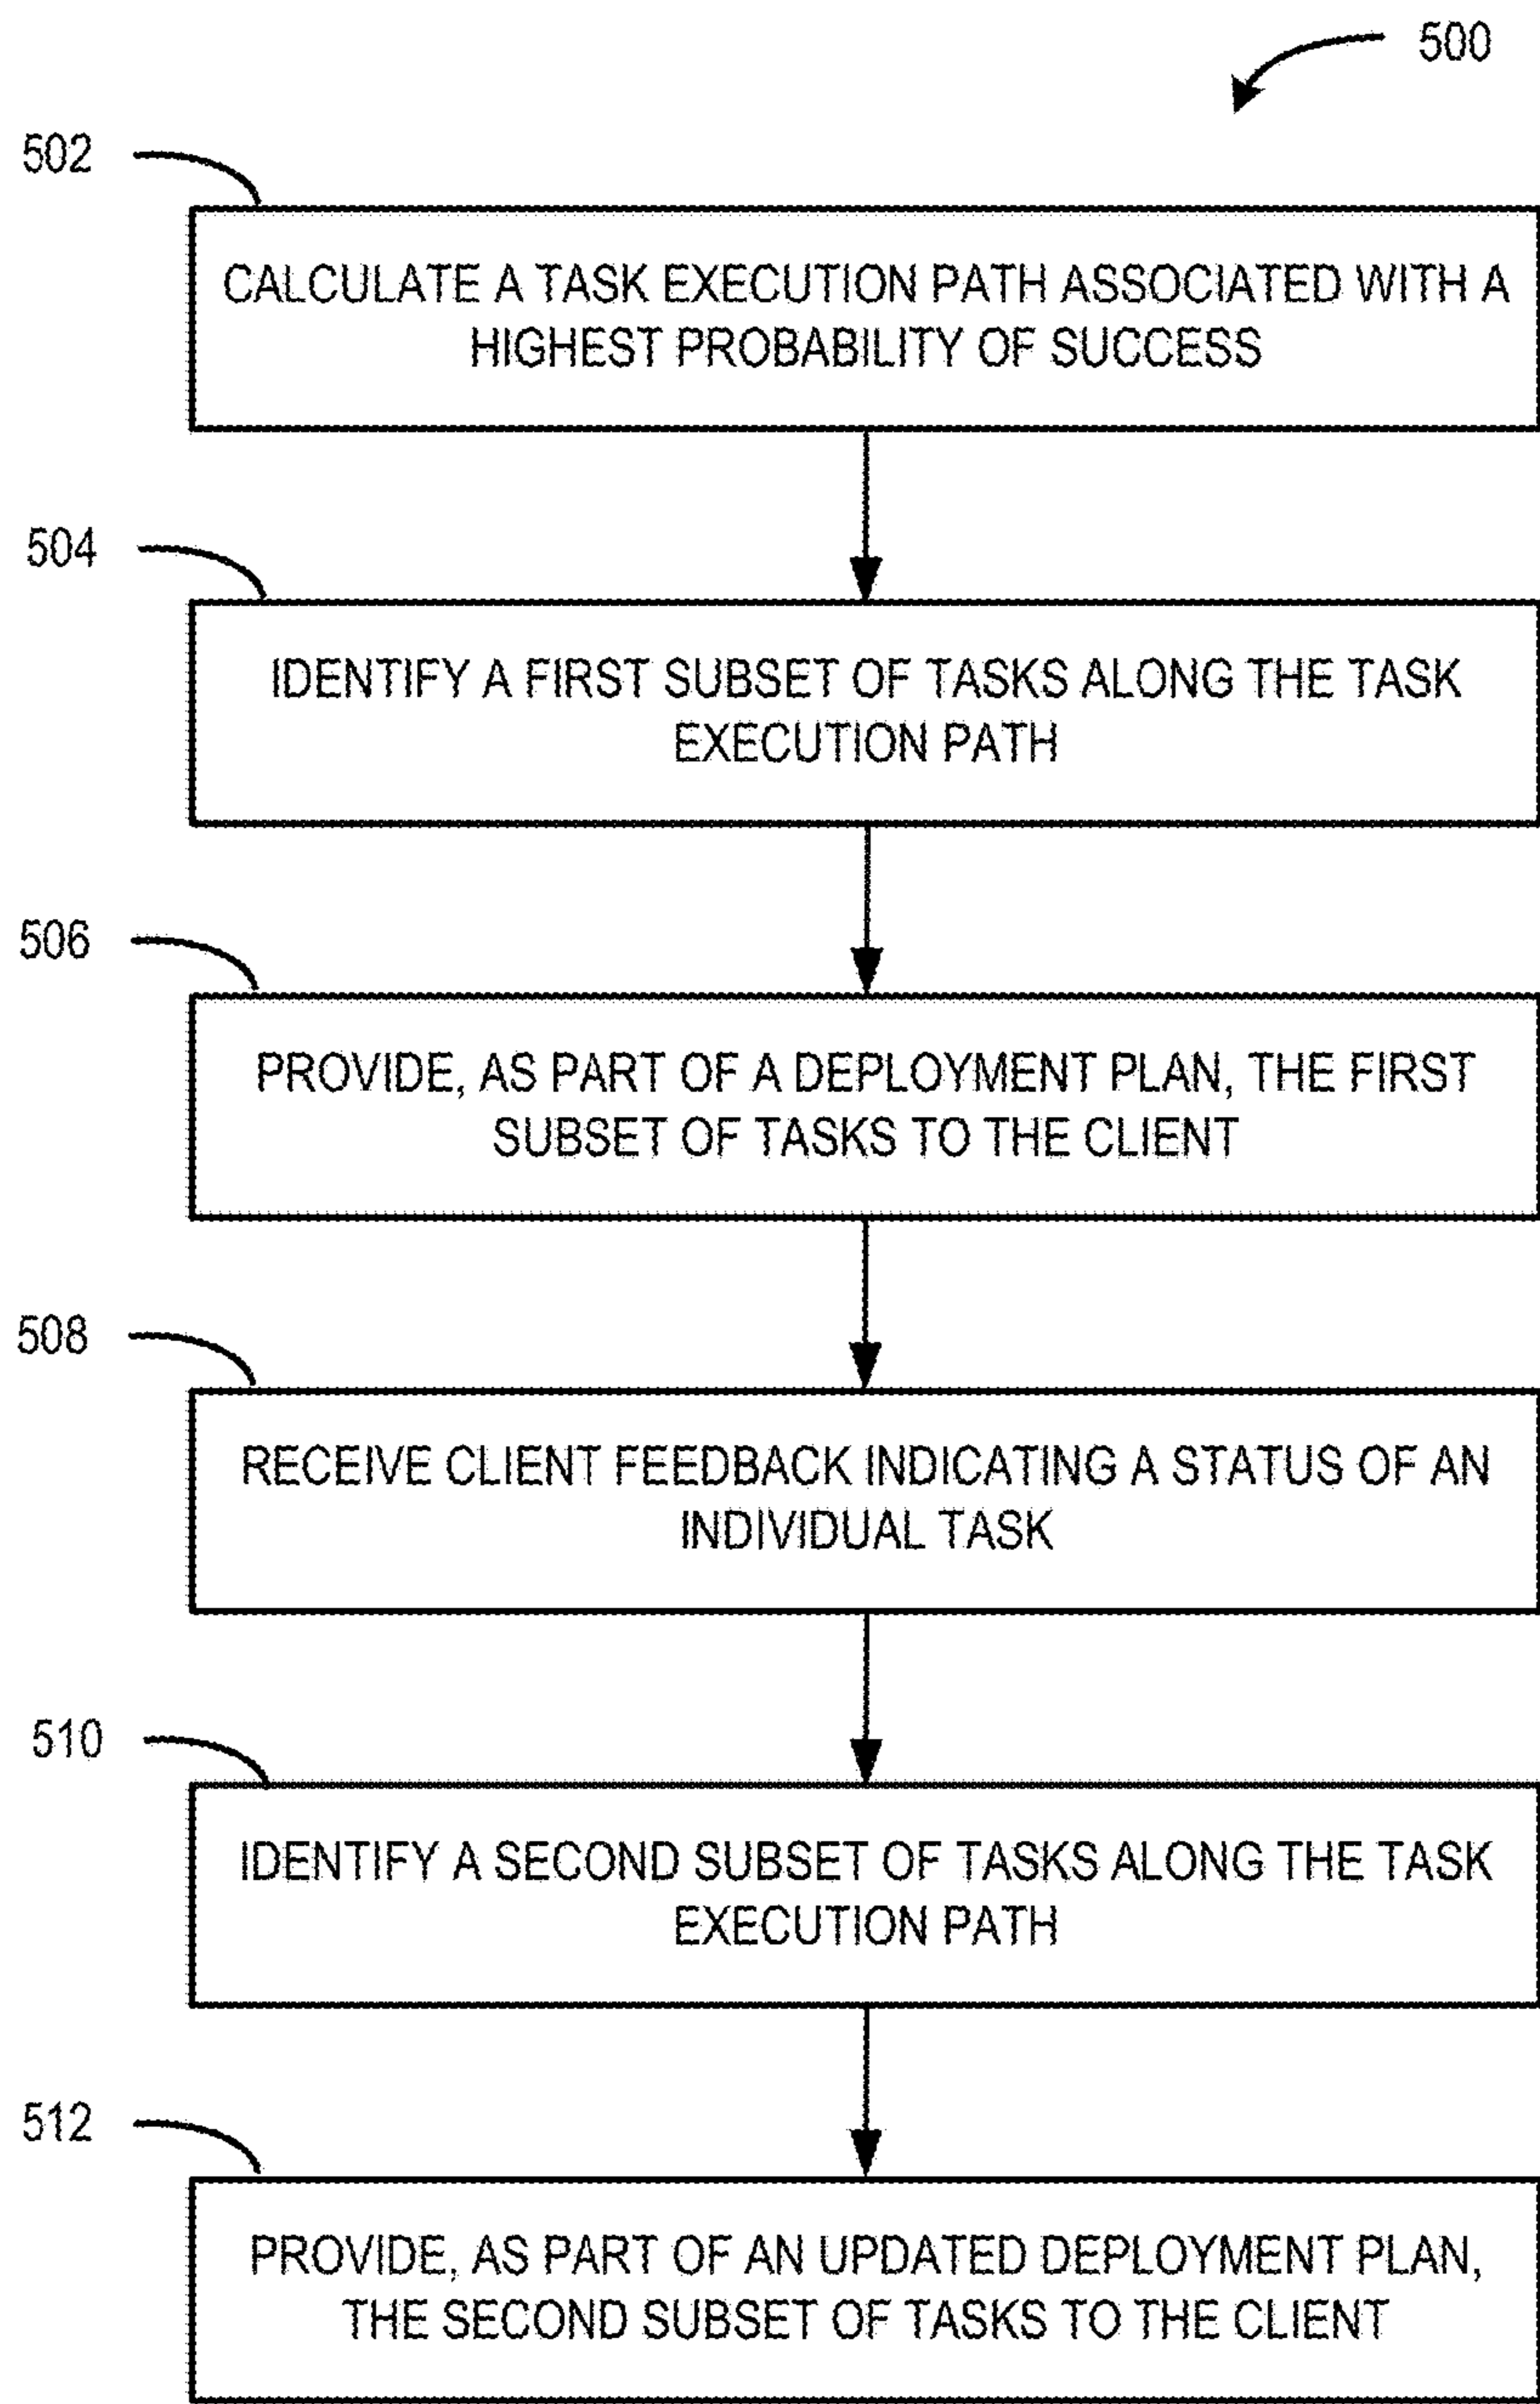 500
502
CALCULATE A TASK EXECUTION PATH ASSOCIATED WITH A
HIGHEST PROBABILITY OF SUCCESS
504
IDENTIFY A FIRST SUBSET OF TASKS ALONG THE TASK
EXECUTION PATH
506
PROVIDE, AS PART OF A DEPLOYMENT PLAN, THE FIRST
SUBSET OF TASKS TO THE CLIENT
508
RECEIVE CLIENT FEEDBACK INDICATING A STATUS OF AN
INDIVIDUAL TASK
510
IDENTIFY A SECOND SUBSET OF TASKS ALONG THE TASK
EXECUTION PATH
512
PROVIDE, AS PART OF AN UPDATED DEPLOYMENT PLAN,
THE SECOND SUBSET OF TASKS TO THE CLIENT